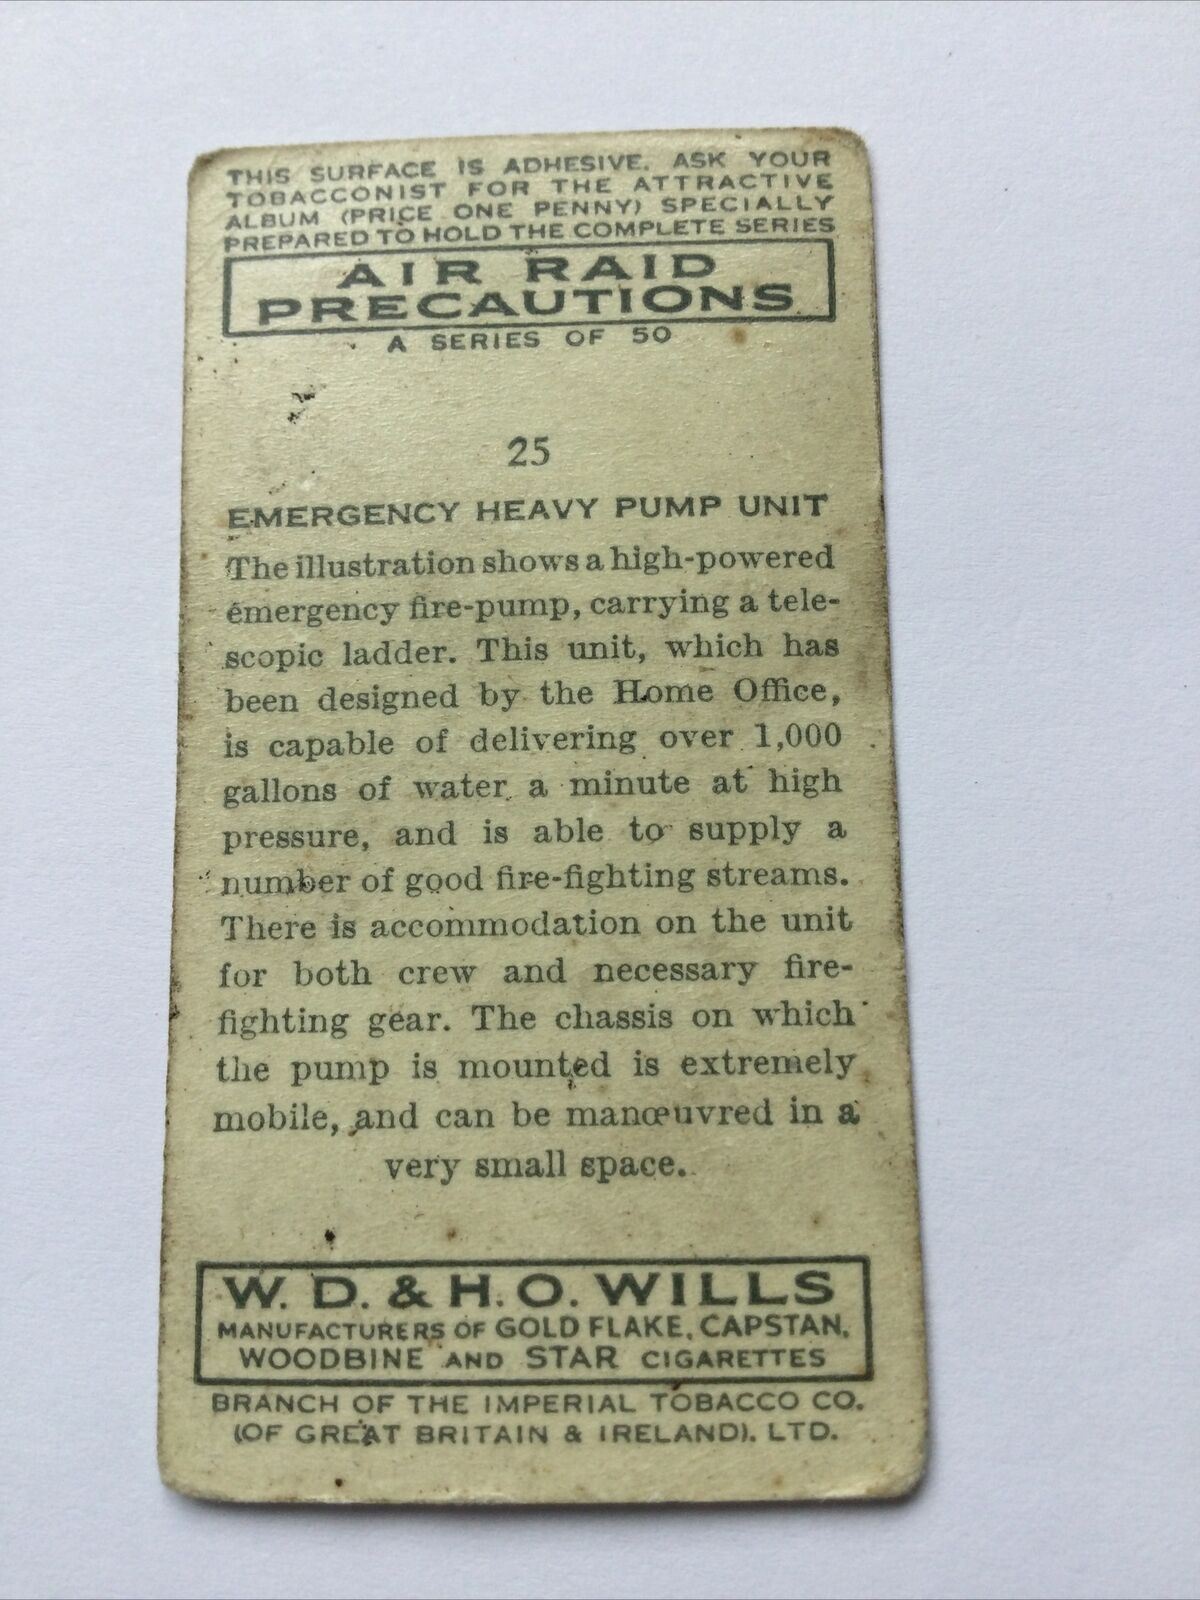 THIS SURFACE IS ADHESIVE. ASK YOUR
TOBACCONIST FOR THE ATTRACTIVE
ALBUM (PRICE ONE PENNY) SPECIALLY
PREPARED TO HOLD THE COMPLETE SERIES
AIR RAID
PRECAUTIONS
A SERIES OF 50
25
EMERGENCY HEAVY PUMP UNIT
The illustration shows a high-powered
emergency fire-pump, carrying a tele-
scopic ladder. This unit, which has
been designed by the Home Office,
is capable of delivering over 1,000
gallons of water a minute at high
pressure, and is able to supply a
number of good fire-fighting streams.
There is accommodation on the unit
for both crew and necessary fire-
fighting gear. The chassis on which
the pump is mounted is extremely
mobile, and can be manœuvred in a
very small space.
W. D. & H. O. WILLS
MANUFACTURERS OF GOLD FLAKE, CAPSTAN,
WOODBINE AND STAR CIGARETTES
BRANCH OF THE IMPERIAL TOBACCO CO.
(OF GREAT BRITAIN & IRELAND), LTD.